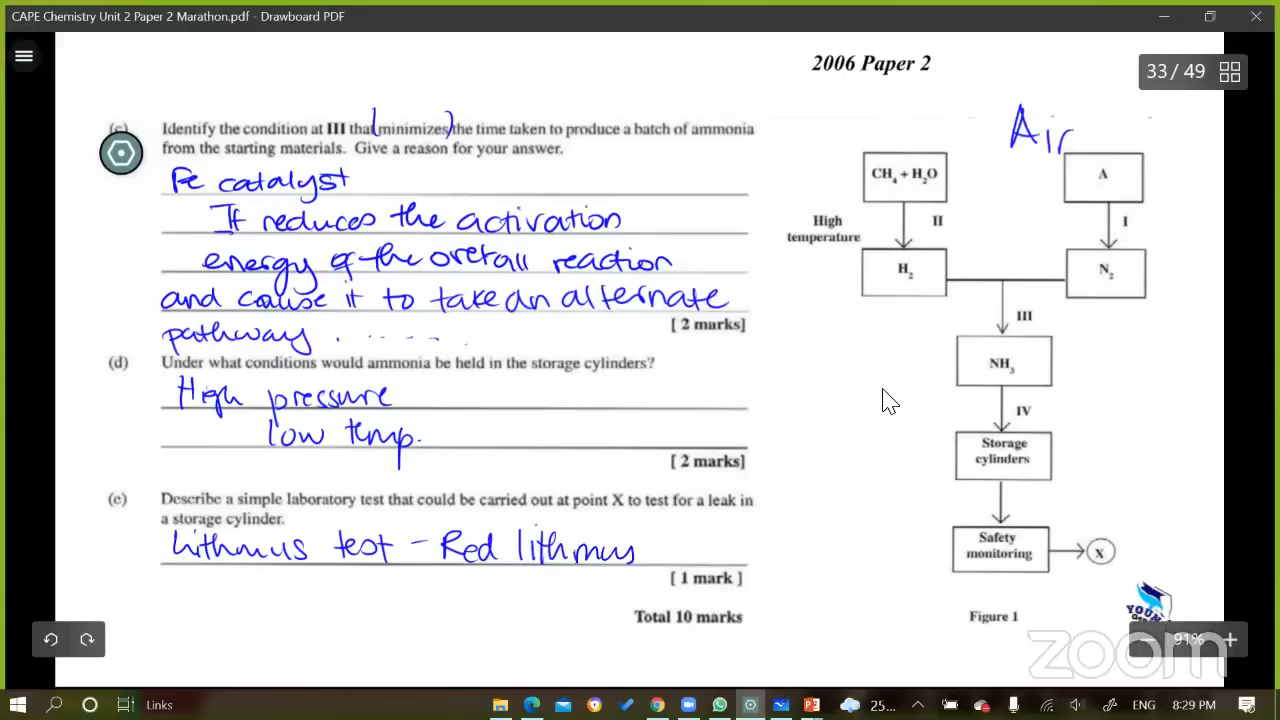 CAPE Chemistry Unit 2 Paper 2 Marathon.pdf - Drawboard PDF
2006 Paper 2
33 / 49
(c) Identify the condition at III that (minimizes) the time taken to produce a batch of ammonia
from the starting materials. Give a reason for your answer.
Fe catalyst
It reduces the activation
energy of the overall reaction
and cause it to take an alternate
[ 2 marks]
pathway . ......
(d) Under what conditions would ammonia be held in the storage cylinders?
High pressure
low temp.
[ 2 marks]
(e) Describe a simple laboratory test that could be carried out at point X to test for a leak in
a storage cylinder.
Lithmus test - Red lithmus
[ 1 mark ]
Total 10 marks
Air
CH4 + H2O
A
High
temperature
II
I
H2
N2
III
NH3
IV
Storage
cylinders
Safety
monitoring
X
Figure 1
YOUNG
91%
zoom
Links
25...
ENG
8:29 PM